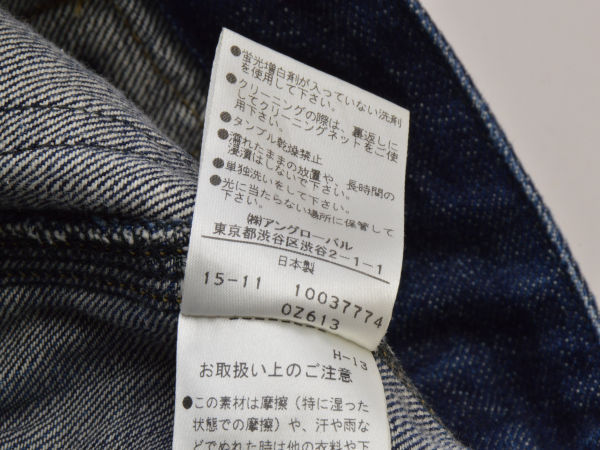 ●蛍光増白剤が入っていない洗剤
を使用して下さい。
●クリーニングの際は、裏返しに
してクリーニングネットをご使
用下さい。
●タンブル乾燥禁止
●濡れたままの放置や、長時間の
浸漬はしないで下さい。
●単独洗いをして下さい。
●光に当たらない場所に保管して
下さい。
㈱アングローバル
東京都渋谷区渋谷2-1-1
日本製
15-11 10037774
0Z613
H-13
お取扱い上のご注意
●この素材は摩擦(特に湿った
状態での摩擦)や、汗や雨な
どでぬれた時は他の衣料や下